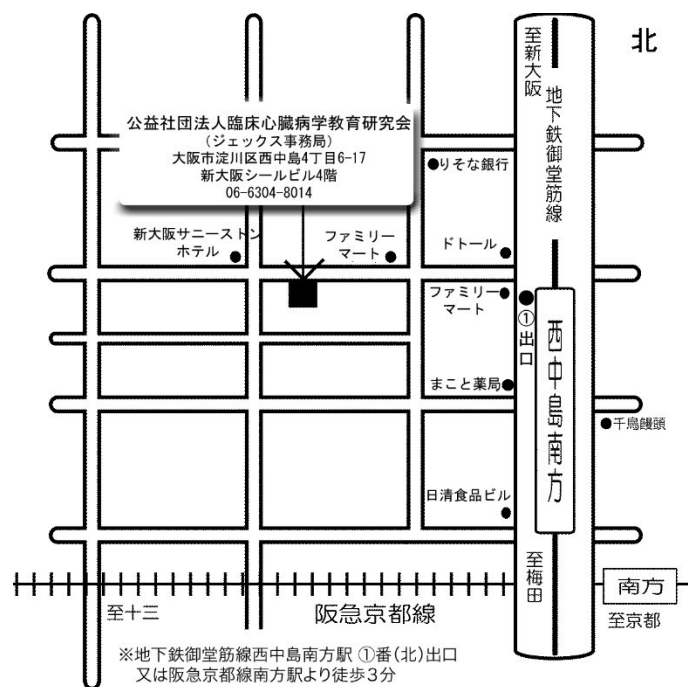 北
至新大阪
地下鉄御堂筋線
公益社団法人臨床心臓病学教育研究会
(ジェックス事務局)
大阪市淀川区西中島4丁目6-17
新大阪シールビル4階
06-6304-8014
●りそな銀行
新大阪サニーストン
ホテル
ファミリー
マート
ドトール
ファミリー
マート
①出口
西中島南方
まこと薬局
●千鳥饅頭
日清食品ビル
至梅田
南方
至十三
阪急京都線
至京都
※地下鉄御堂筋線西中島南方駅 ①番(北)出口
又は阪急京都線南方駅より徒歩3分